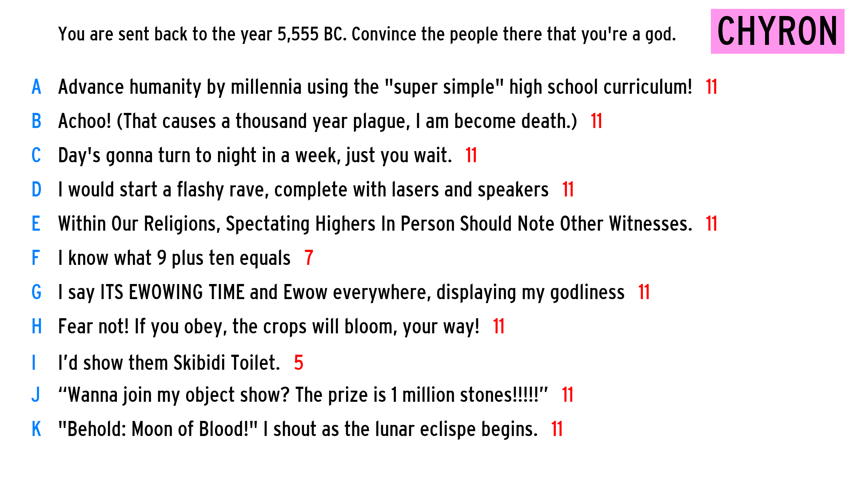 You are sent back to the year 5,555 BC. Convince the people there that you're a god.
CHYRON
A Advance humanity by millennia using the "super simple" high school curriculum! 11
B Achoo! (That causes a thousand year plague, I am become death.) 11
C Day's gonna turn to night in a week, just you wait. 11
D I would start a flashy rave, complete with lasers and speakers 11
E Within Our Religions, Spectating Highers In Person Should Note Other Witnesses. 11
F I know what 9 plus ten equals 7
G I say ITS EWOWING TIME and Ewow everywhere, displaying my godliness 11
H Fear not! If you obey, the crops will bloom, your way! 11
I I’d show them Skibidi Toilet. 5
J “Wanna join my object show? The prize is 1 million stones!!!!!” 11
K "Behold: Moon of Blood!" I shout as the lunar eclispe begins. 11